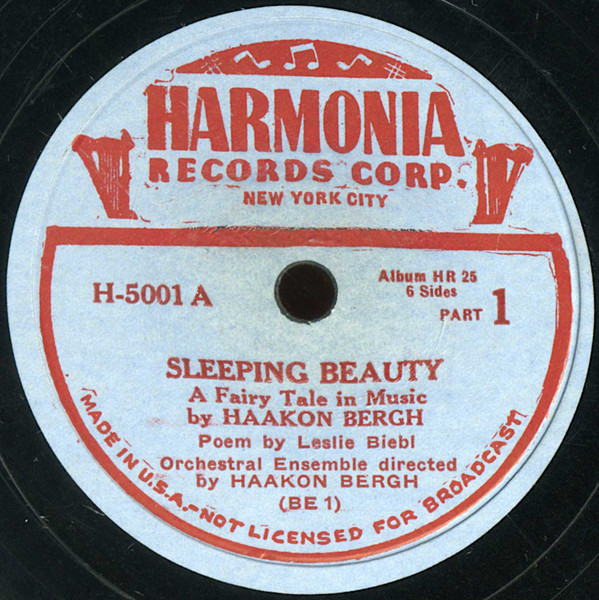 HARMONIA
RECORDS CORP.
NEW YORK CITY
H-5001 A
Album HR 25
6 Sides
PART 1
SLEEPING BEAUTY
A Fairy Tale in Music
by HAAKON BERGH
Poem by Leslie Biebl
Orchestral Ensemble directed
by HAAKON BERGH
(BE 1)
MADE IN U.S.A.-NOT LICENSED FOR BROADCAST!